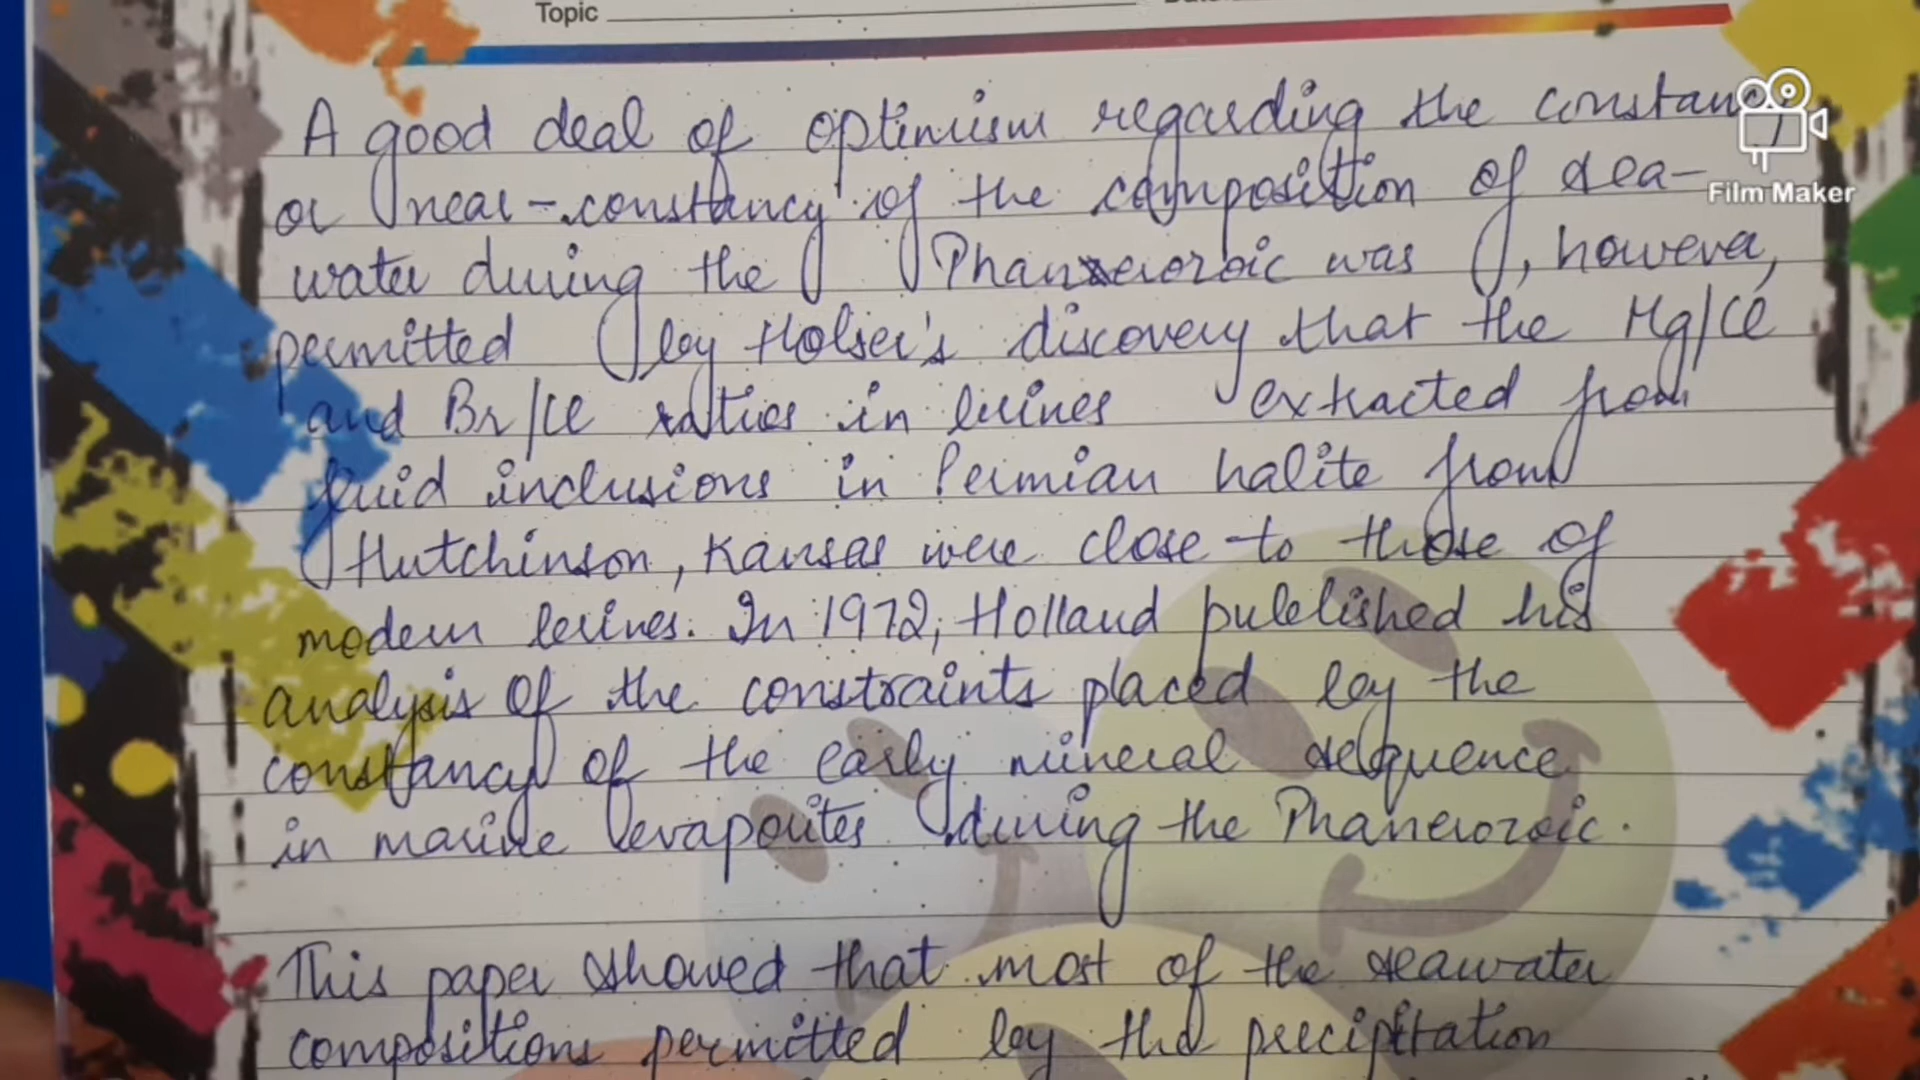 Topic
A good deal of optimism regarding the constancy
or near-constancy of the composition of sea-
Film Maker
water during the Phanerozoic was, however,
permitted by Holser's discovery that the Mg/Cl
and Br/Cl ratios in brines extracted from
fluid inclusions in Permian halite from
Hutchinson, Kansas were close to those of
modern brines. In 1972, Holland published his
analysis of the constraints placed by the
constancy of the early mineral sequence
in marine evaporites during the Phanerozoic.
This paper showed that most of the seawater
compositions permitted by the precipitation